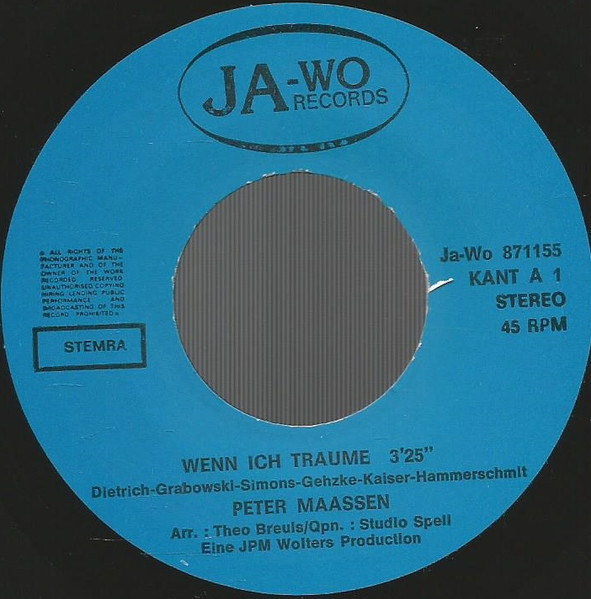 JA-WO
RECORDS
® ALL RIGHTS OF THE
PHONOGRAPHIC MANU-
FACTURER AND OF THE
OWNER OF THE WORK
RECORDED RESERVED.
UNAUTHORISED COPYING
HIRING LENDING PUBLIC
PERFORMANCE AND
BROADCASTING OF THIS
RECORD PROHIBITED.
STEMRA
Ja-Wo 871155
KANT A 1
STEREO
45 RPM
WENN ICH TRAUME 3'25"
Dietrich-Grabowski-Simons-Gehzke-Kaiser-Hammerschmit
PETER MAASSEN
Arr. : Theo Breuls/Opn. : Studio Spell
Eine JPM Wolters Production